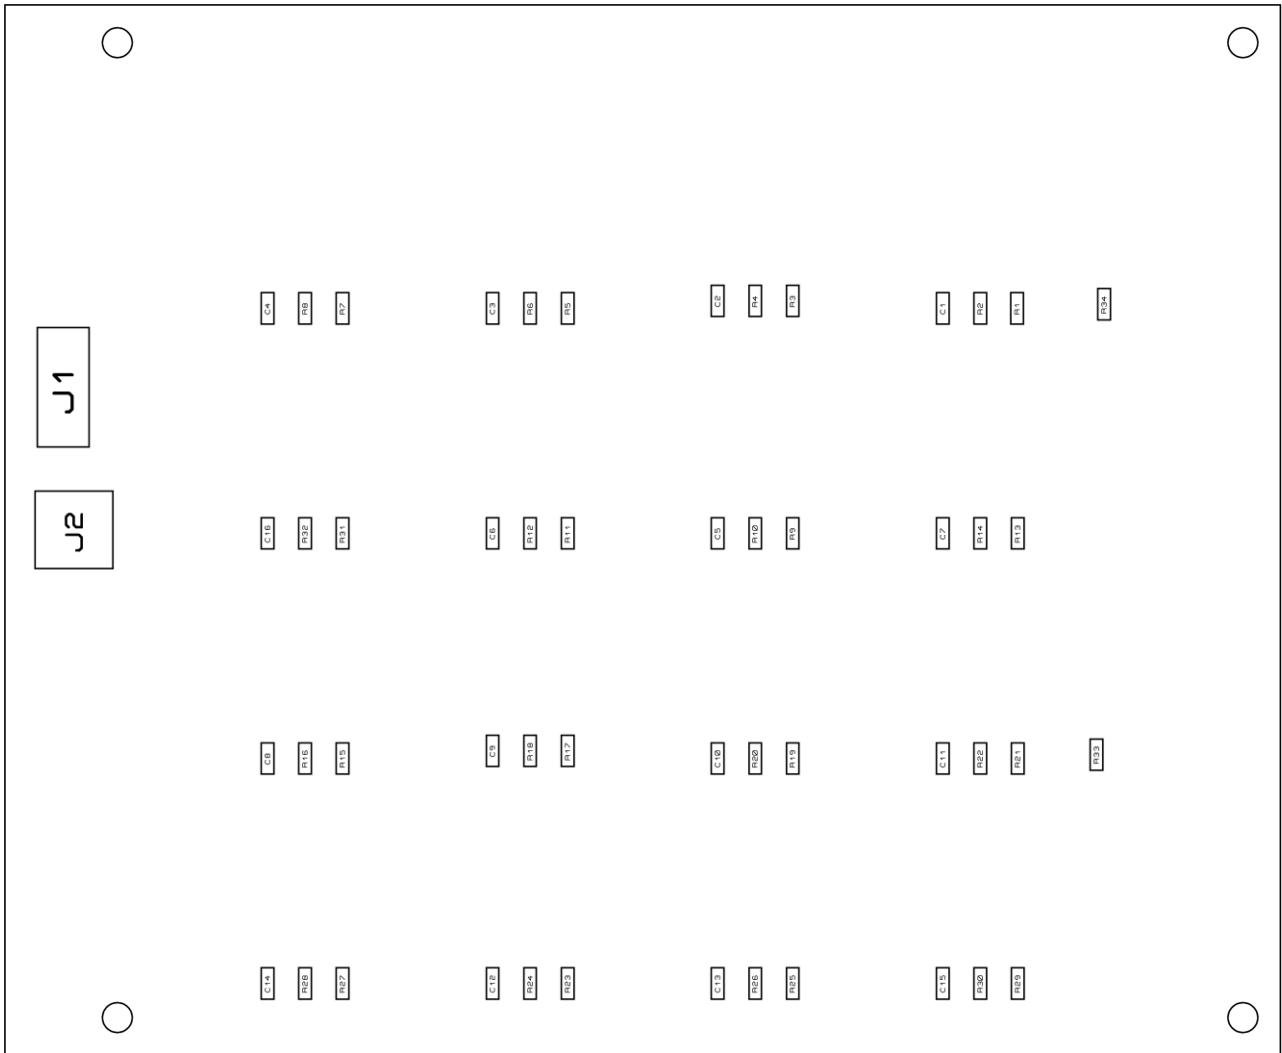 C4 R8 R7 C3 R6 R5 C2 R4 R3 C1 R2 R1 R34
J1
J2
C16 R32 R31 C6 R12 R11 C5 R10 R9 C7 R14 R13
C8 R16 R15 C9 R18 R17 C10 R20 R19 C11 R22 R21 R33
C14 R28 R27 C12 R24 R23 C13 R26 R25 C15 R30 R29